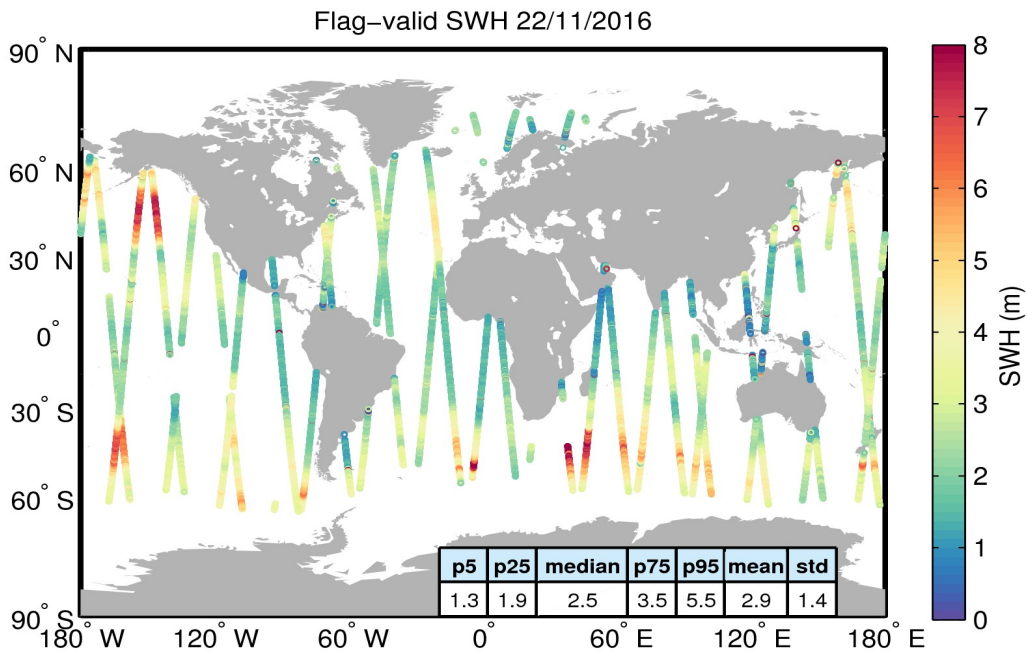 Flag−valid SWH 22/11/2016
90° N
60° N
30° N
0°
30° S
60° S
90° S
180° W
120° W
60° W
0°
60° E
120° E
180° E
p5 p25 median p75 p95 mean std
1.3 1.9 2.5 3.5 5.5 2.9 1.4
8
7
6
5
4
3
2
1
0
SWH (m)